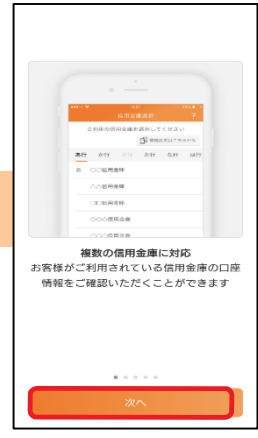 信用金庫選択
ご利用の信用金庫を選択してください
あ行 か行 さ行 た行 な行 は行
あ ○○信用金庫
△△信用金庫
□□信用金庫
○○○信用金庫
複数の信用金庫に対応
お客様がご利用されている信用金庫の口座
情報をご確認いただくことができます
次へ